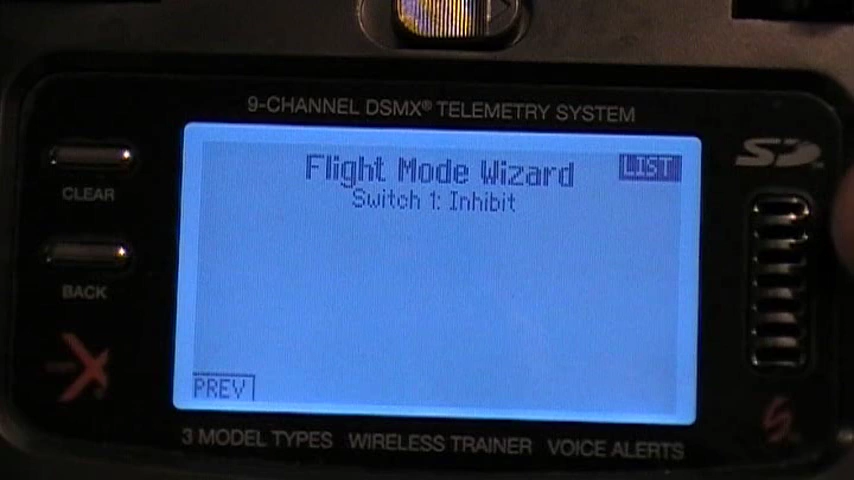 9-CHANNEL DSMX® TELEMETRY SYSTEM
Flight Mode Wizard
LIST
Switch 1: Inhibit
CLEAR
BACK
SD
PREV
3 MODEL TYPES WIRELESS TRAINER VOICE ALERTS